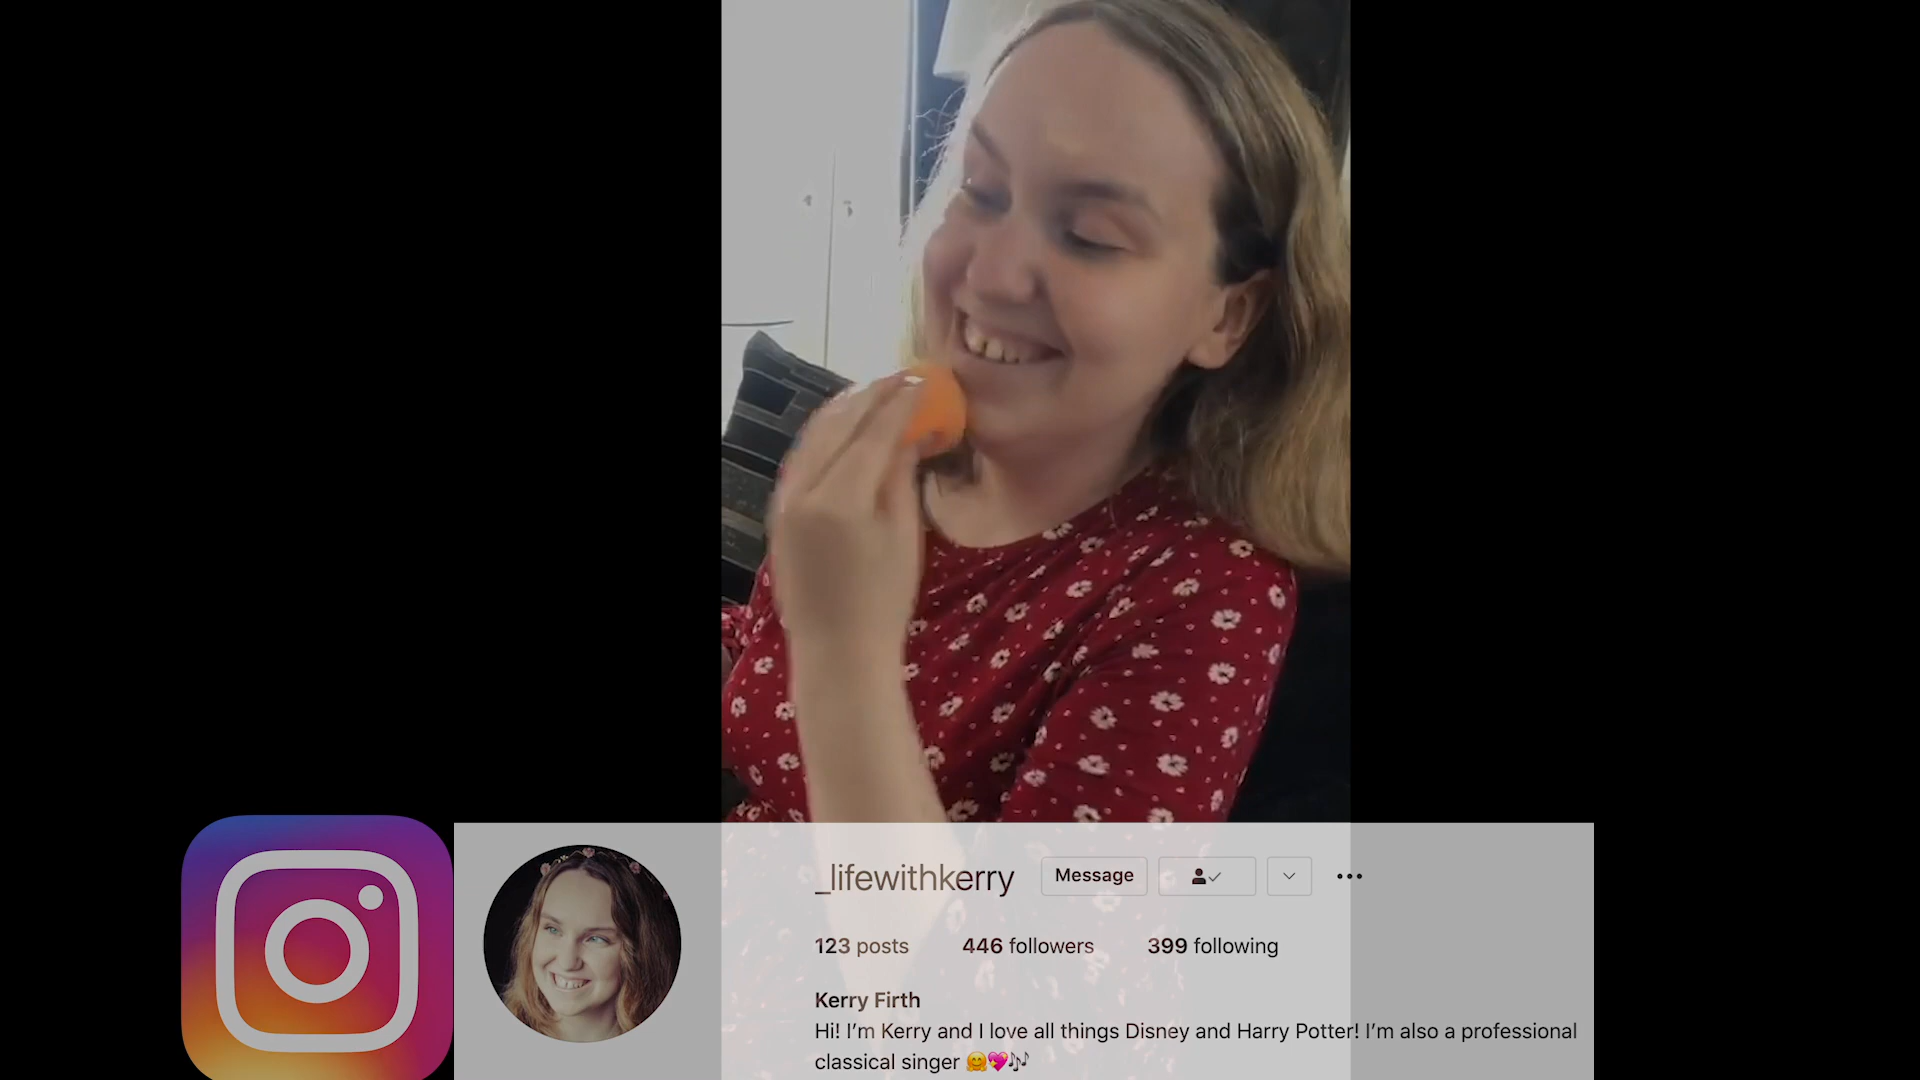 _lifewithkerry Message
123 posts 446 followers 399 following
Kerry Firth
Hi! I’m Kerry and I love all things Disney and Harry Potter! I’m also a professional
classical singer 🤗💖🎶